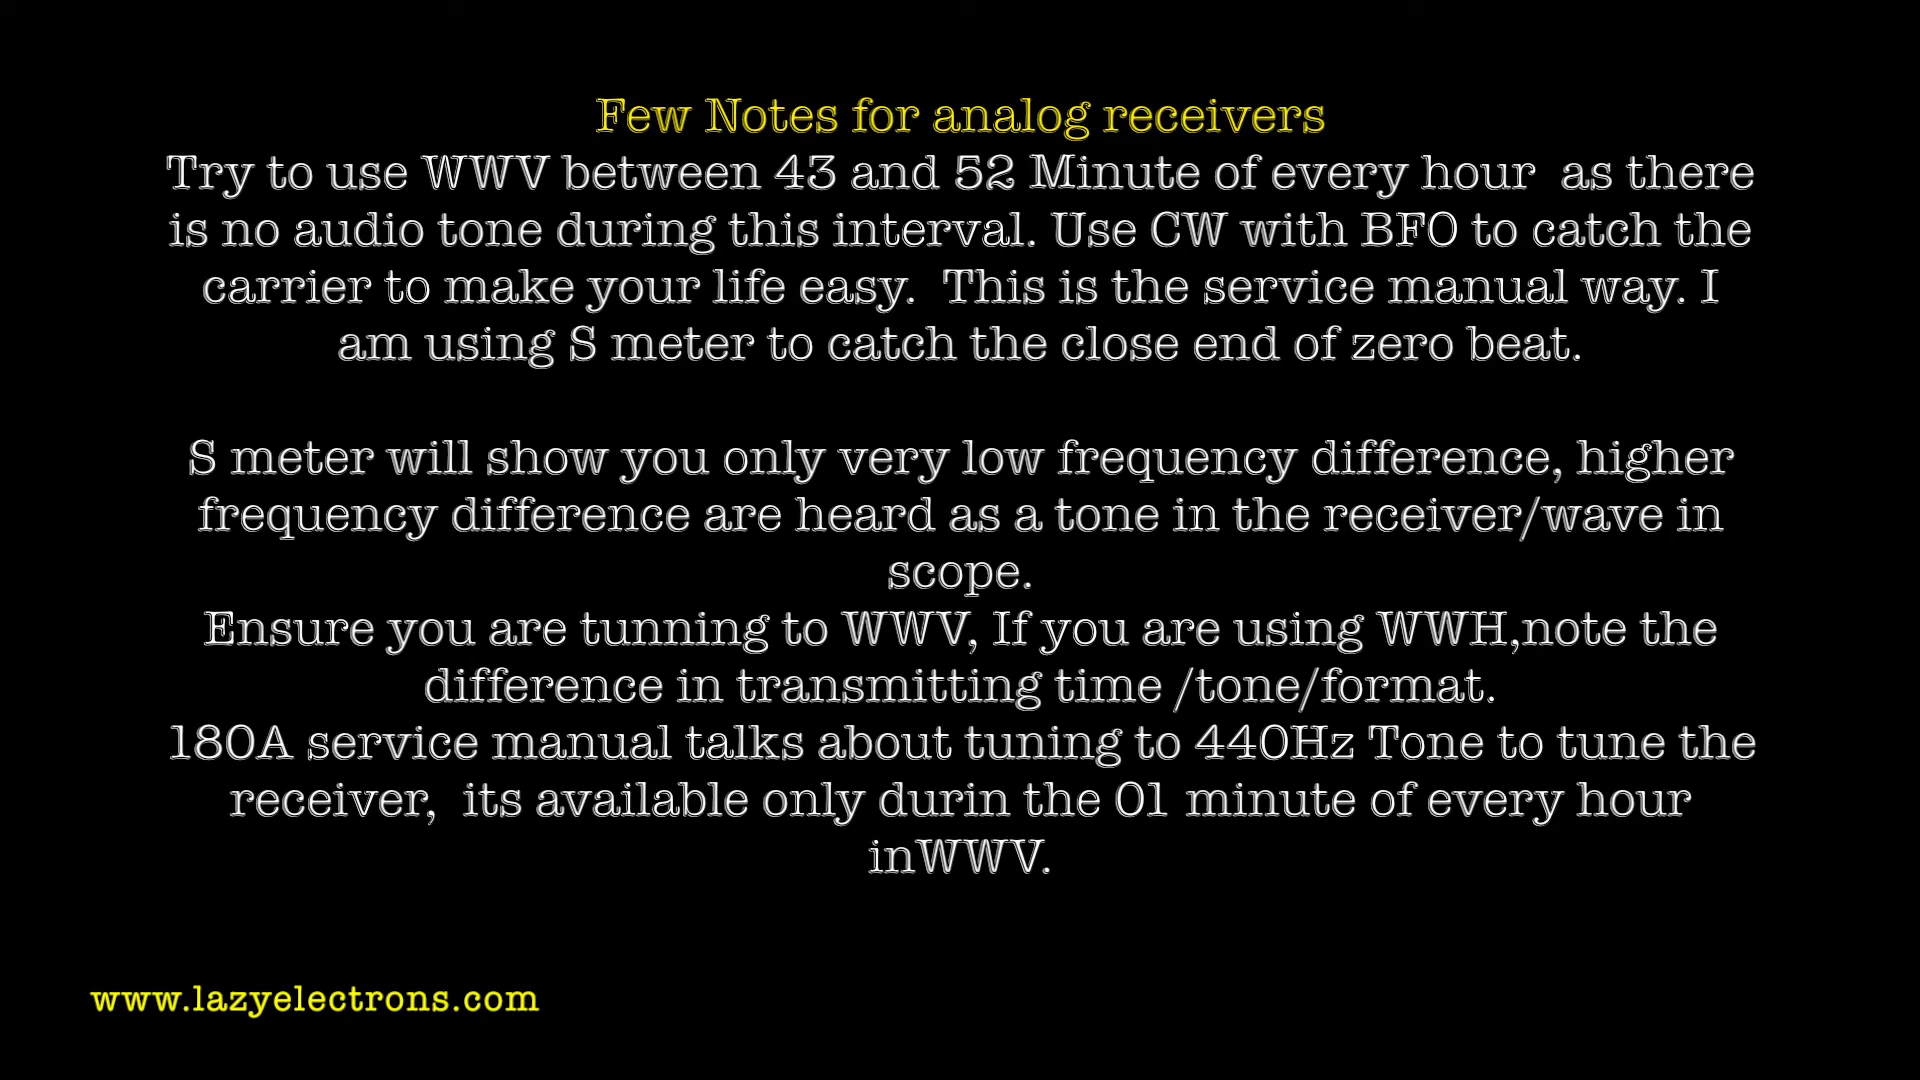 Few Notes for analog receivers
Try to use WWV between 43 and 52 Minute of every hour  as there
is no audio tone during this interval. Use CW with BFO to catch the
carrier to make your life easy.  This is the service manual way. I
am using S meter to catch the close end of zero beat.
S meter will show you only very low frequency difference, higher
frequency difference are heard as a tone in the receiver/wave in
scope.
Ensure you are tunning to WWV, If you are using WWH,note the
difference in transmitting time /tone/format.
180A service manual talks about tuning to 440Hz Tone to tune the
receiver,  its available only durin the 01 minute of every hour
inWWV.
www.lazyelectrons.com